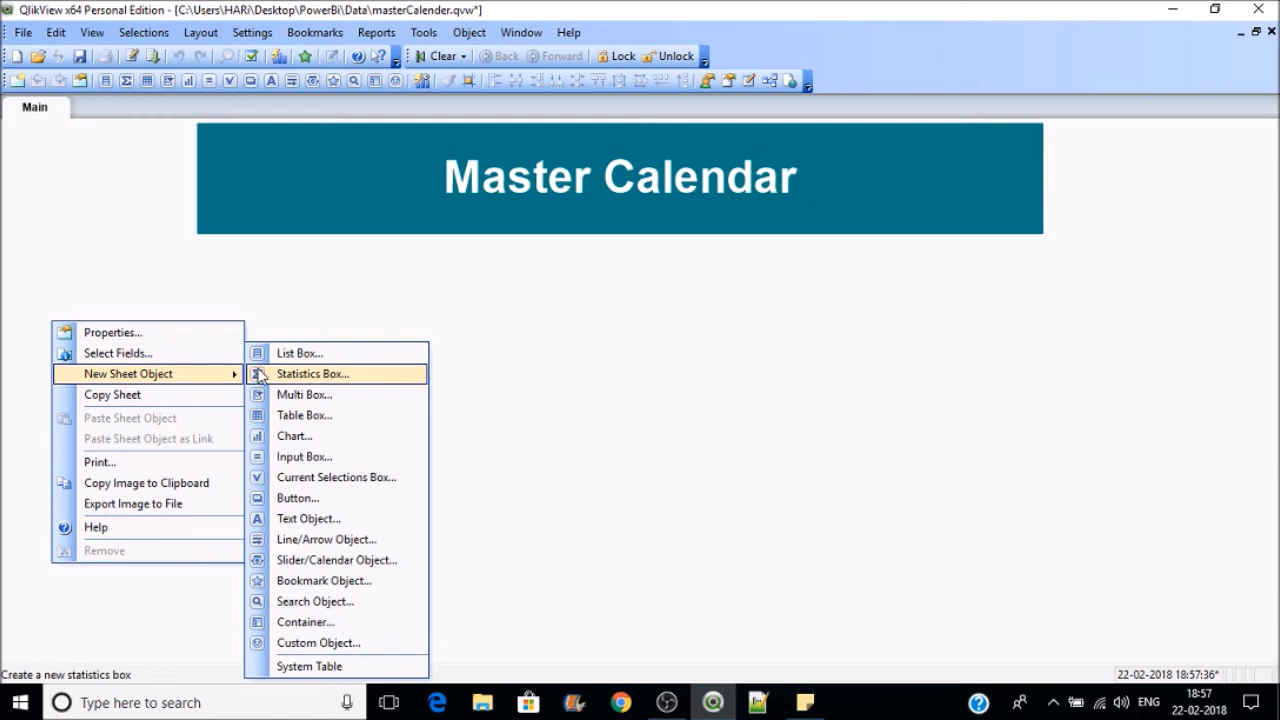 QlikView x64 Personal Edition - [C:\Users\HARi\Desktop\PowerBi\Data\masterCalender.qvw*]
File Edit View Selections Layout Settings Bookmarks Reports Tools Object Window Help
Clear Back Forward Lock Unlock
Main
Master Calendar
Properties...
Select Fields...
New Sheet Object
Copy Sheet
Paste Sheet Object
Paste Sheet Object as Link
Print...
Copy Image to Clipboard
Export Image to File
Help
Remove
List Box...
Statistics Box...
Multi Box...
Table Box...
Chart...
Input Box...
Current Selections Box...
Button...
Text Object...
Line/Arrow Object...
Slider/Calendar Object...
Bookmark Object...
Search Object...
Container...
Custom Object...
System Table
Create a new statistics box
22-02-2018 18:57:36*
Type here to search
ENG
18:57
22-02-2018